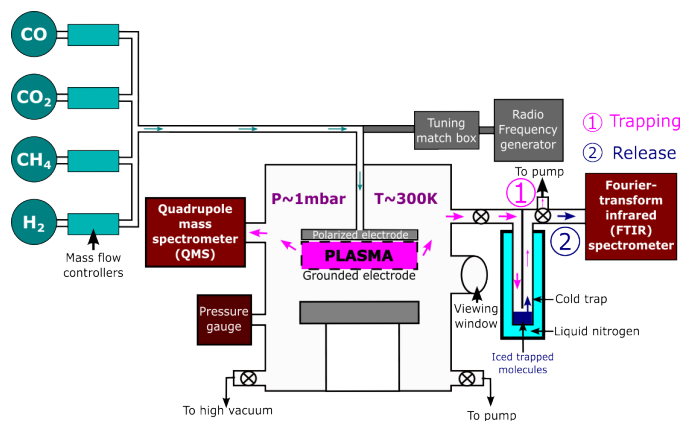 CO
CO2
CH4
H2
Mass flow
controllers
Tuning
match box
Radio
Frequency
generator
① Trapping
② Release
P~1mbar
T~300K
Quadrupole
mass
spectrometer
(QMS)
Polarized electrode
PLASMA
Grounded electrode
Pressure
gauge
To high vacuum
To pump
Viewing
window
To pump
①
②
Fourier-
transform
infrared
(FTIR)
spectrometer
Cold trap
Liquid nitrogen
Iced trapped
molecules